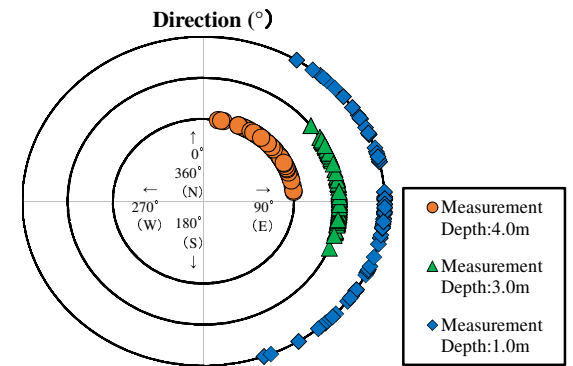 Direction (°)
↑
0°
360°
(N)
←
→
270°
(W)
90°
(E)
180°
(S)
↓
Measurement
Depth:4.0m
Measurement
Depth:3.0m
Measurement
Depth:1.0m